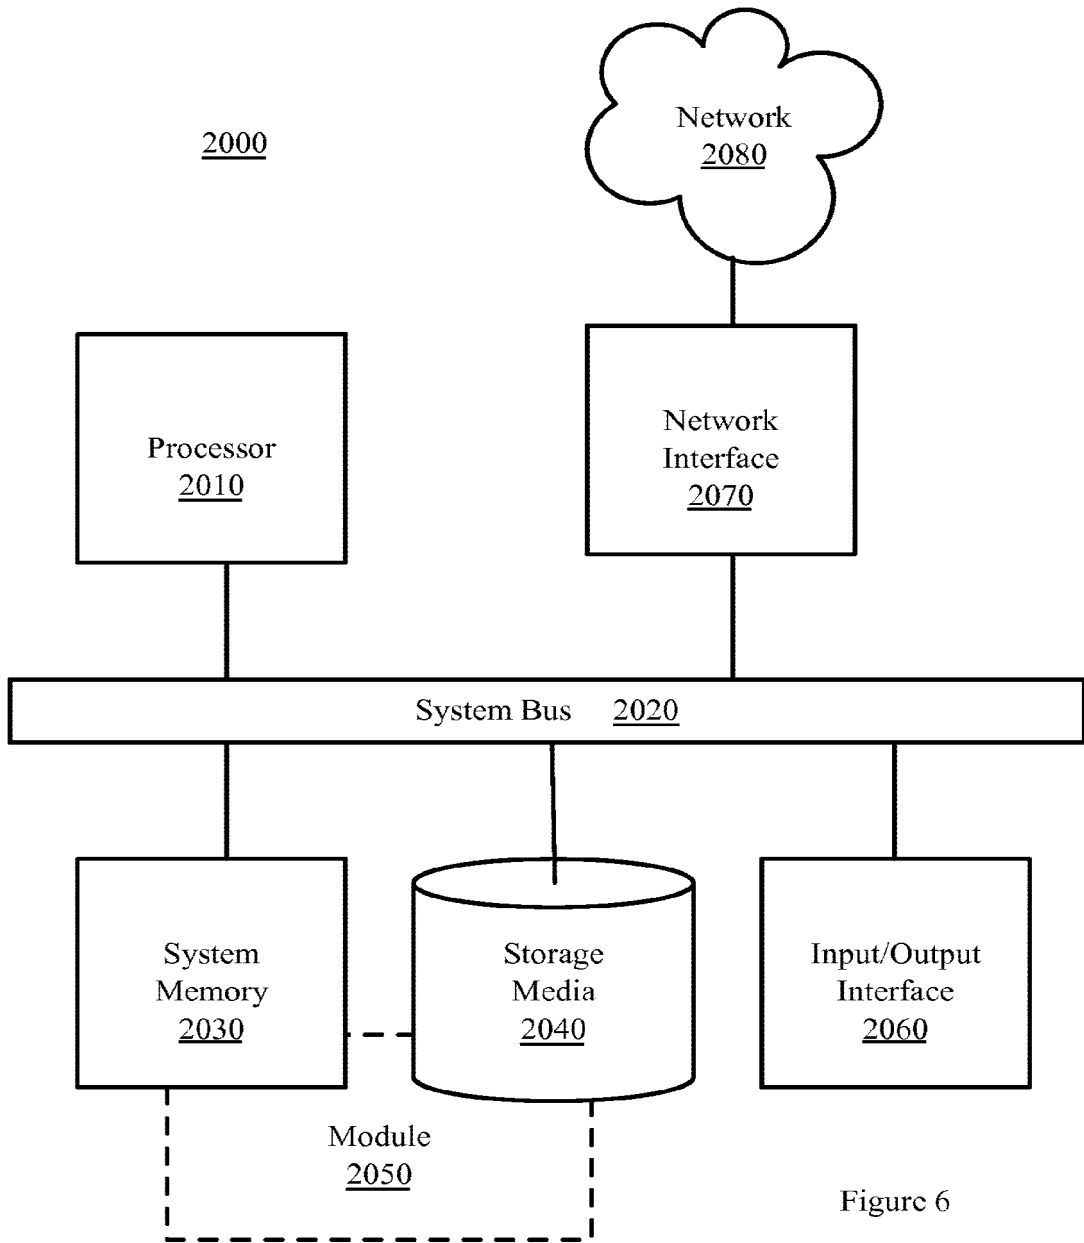 2000
Network
2080
Processor
2010
Network
Interface
2070
System Bus 2020
System
Memory
2030
Storage
Media
2040
Input/Output
Interface
2060
Module
2050
Figure 6